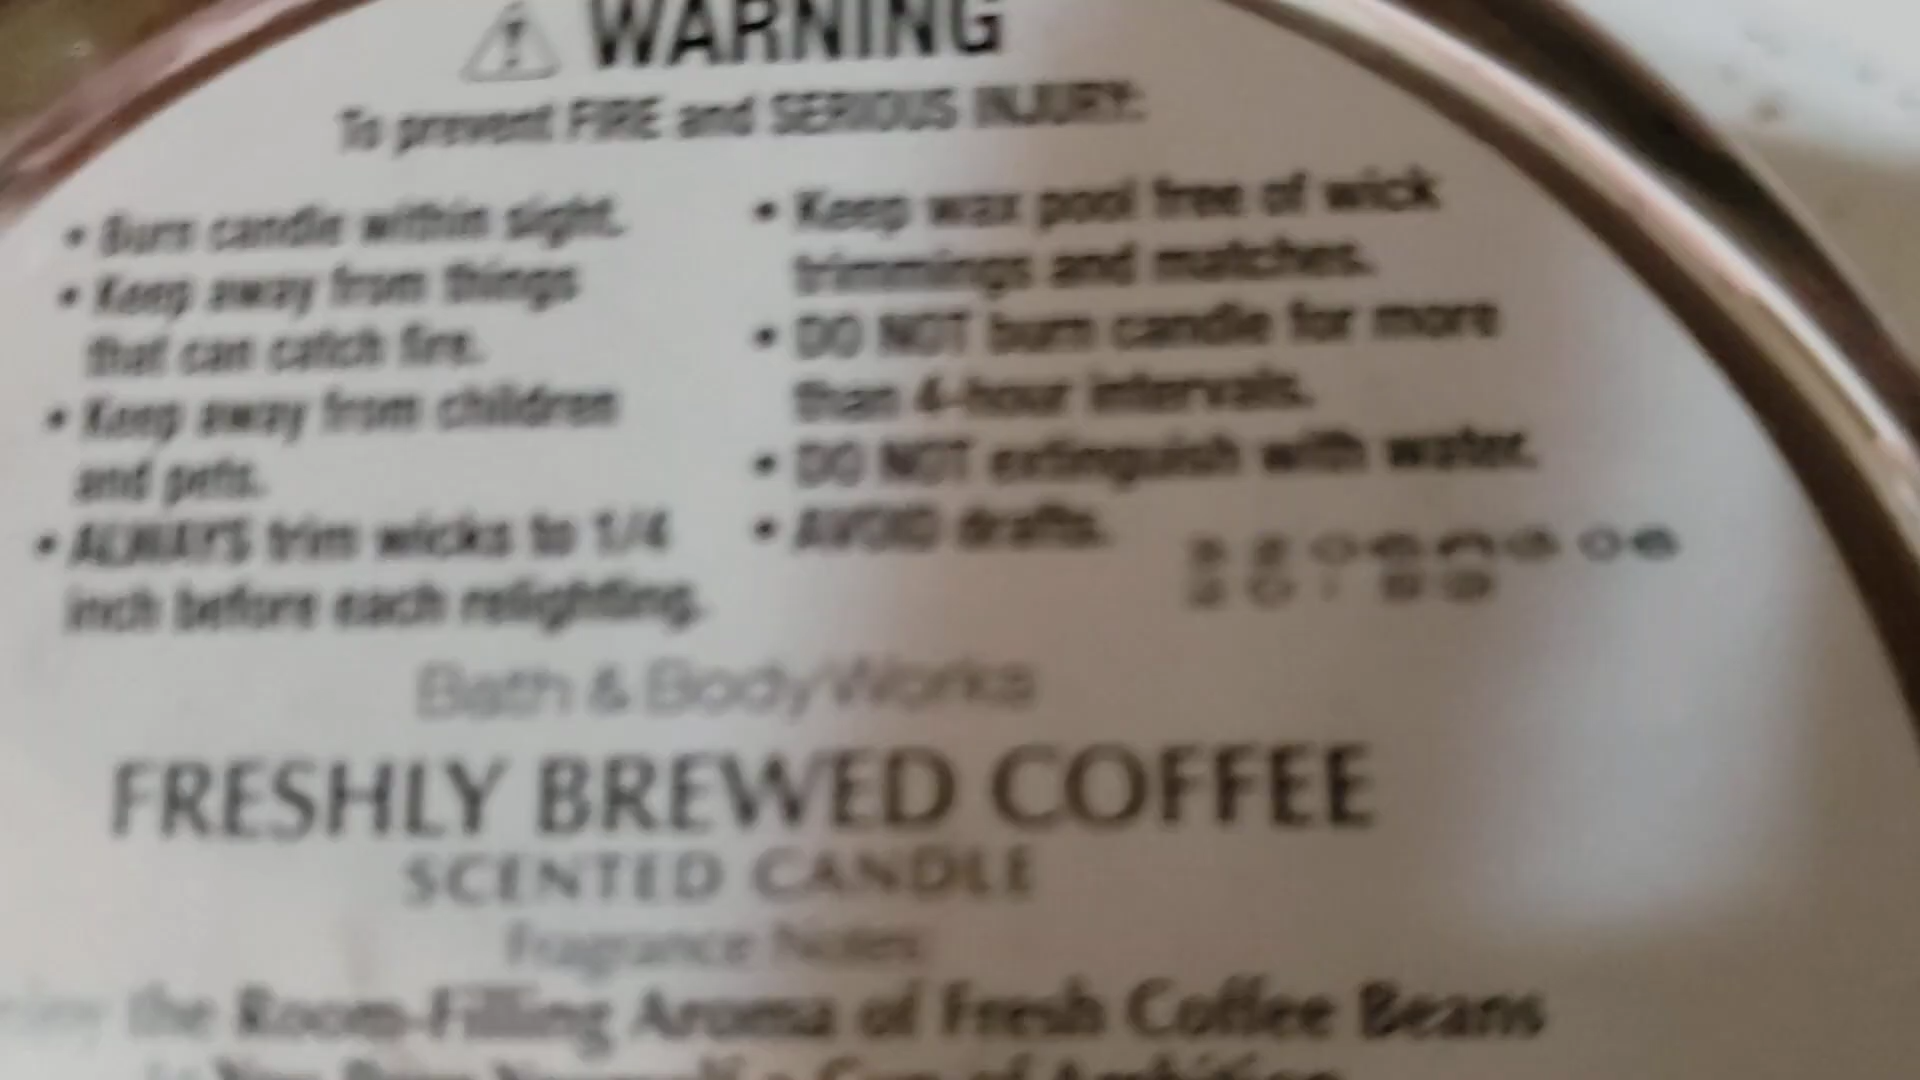 WARNING
To prevent FIRE and SERIOUS INJURY:
• Burn candle within sight.
• Keep away from things
that can catch fire.
• Keep away from children
and pets.
• ALWAYS trim wicks to 1/4
inch before each relighting.
• Keep wax pool free of wick
trimmings and matches.
• DO NOT burn candle for more
than 4-hour intervals.
• DO NOT extinguish with water.
• AVOID drafts.
Bath & Body Works
FRESHLY BREWED COFFEE
SCENTED CANDLE
Fragrance Notes
the Room-Filling Aroma of Fresh Coffee Beans
Cup of Ambition